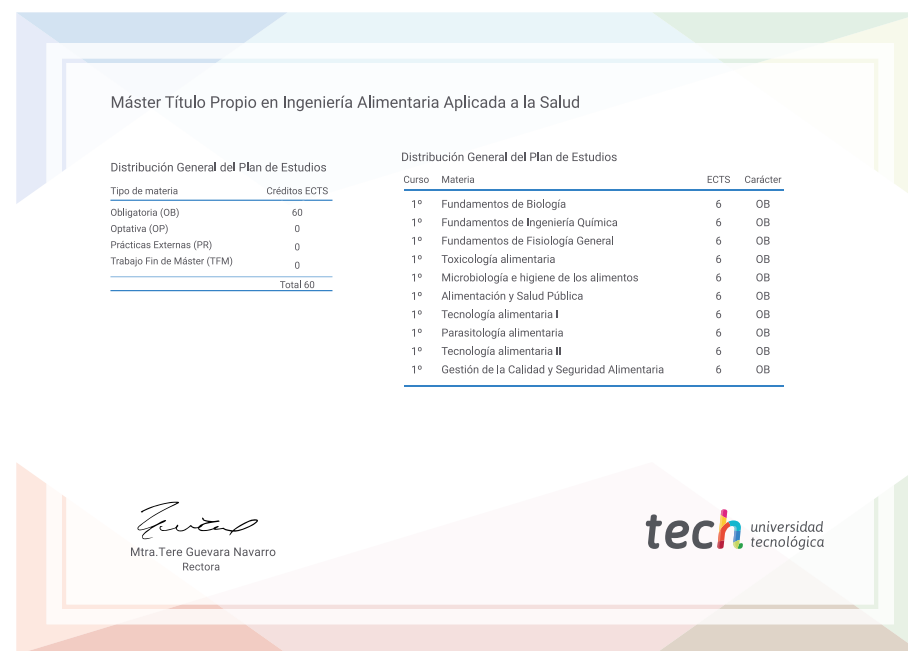 Máster Título Propio en Ingeniería Alimentaria Aplicada a la Salud
Distribución General del Plan de Estudios
Tipo de materia Créditos ECTS
Obligatoria (OB) 60
Optativa (OP) 0
Prácticas Externas (PR) 0
Trabajo Fin de Máster (TFM) 0
Total 60
Distribución General del Plan de Estudios
Curso Materia ECTS Carácter
1º Fundamentos de Biología 6 OB
1º Fundamentos de Ingeniería Química 6 OB
1º Fundamentos de Fisiología General 6 OB
1º Toxicología alimentaria 6 OB
1º Microbiología e higiene de los alimentos 6 OB
1º Alimentación y Salud Pública 6 OB
1º Tecnología alimentaria I 6 OB
1º Parasitología alimentaria 6 OB
1º Tecnología alimentaria II 6 OB
1º Gestión de la Calidad y Seguridad Alimentaria 6 OB
Mtra.Tere Guevara Navarro
Rectora
tech universidad
tecnológica